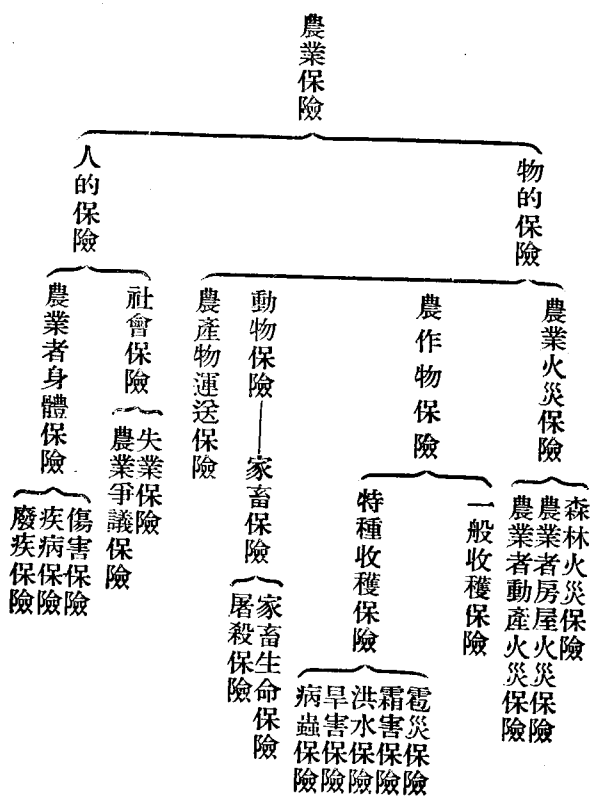 農業保險
物的保險
農業火災保險
森林火災保險
農業者房屋火災保險
農業者動產火災保險
農作物保險
一般收穫保險
特種收穫保險
雹災保險
霜害保險
洪水保險
旱害保險
病蟲保險
動物保險——家畜保險
家畜生命保險
屠殺保險
農產物運送保險
人的保險
社會保險
失業保險
農業爭議保險
農業者身體保險
傷害保險
疾病保險
廢疾保險